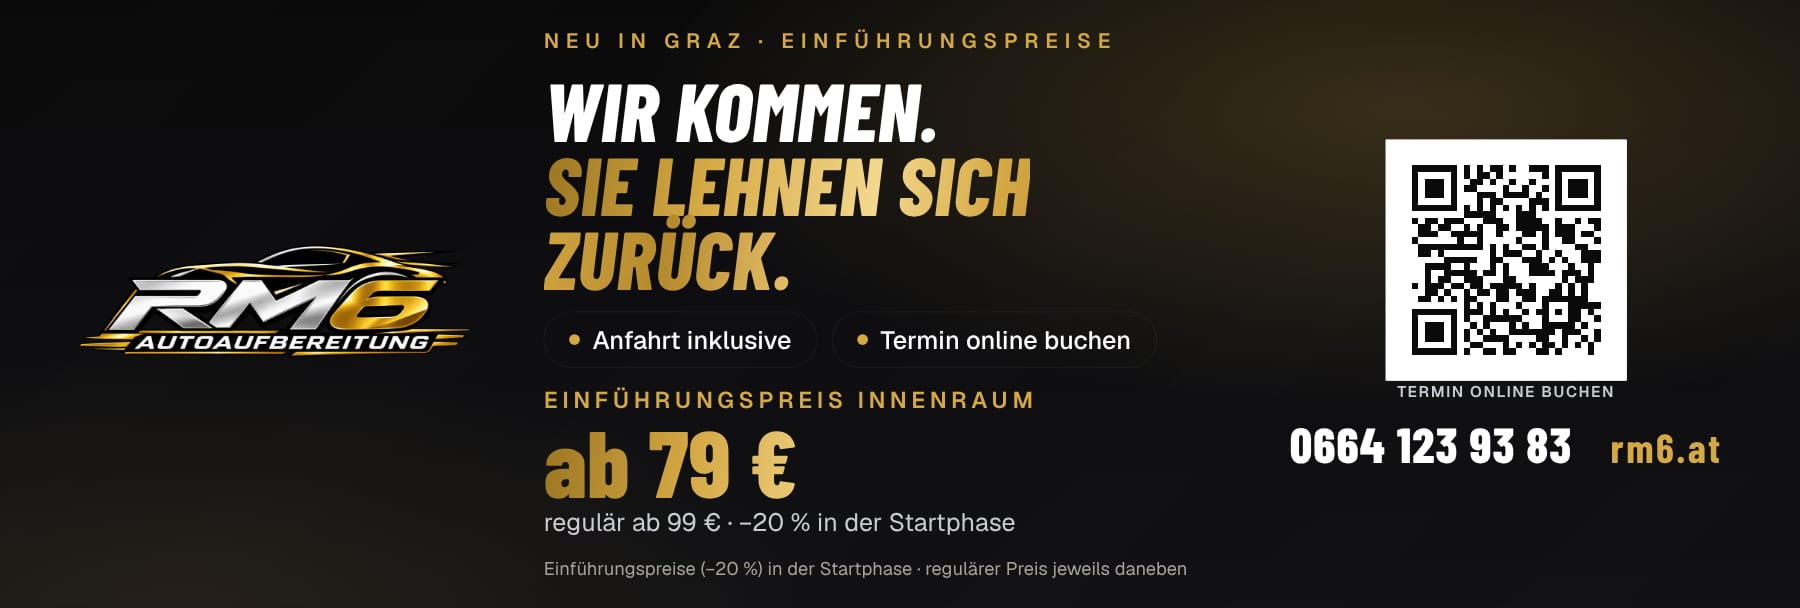 NEU IN GRAZ · EINFÜHRUNGSPREISE
WIR KOMMEN.
SIE LEHNEN SICH
ZURÜCK.
RM6
AUTOAUFBEREITUNG
Anfahrt inklusive
Termin online buchen
EINFÜHRUNGSPREIS INNENRAUM
ab 79 €
regulär ab 99 € · −20 % in der Startphase
Einführungspreise (−20 %) in der Startphase · regulärer Preis jeweils daneben
TERMIN ONLINE BUCHEN
0664 123 93 83
rm6.at